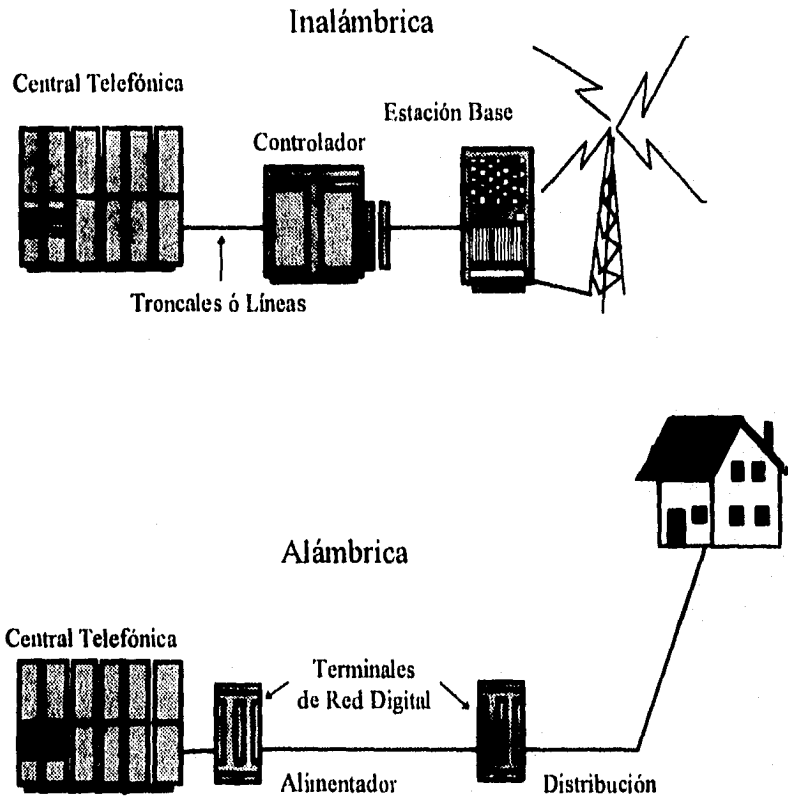 Inalámbrica
Central Telefónica
Estación Base
Controlador
Troncales ó Líneas
Alámbrica
Central Telefónica
Terminales
de Red Digital
Alimentador
Distribución